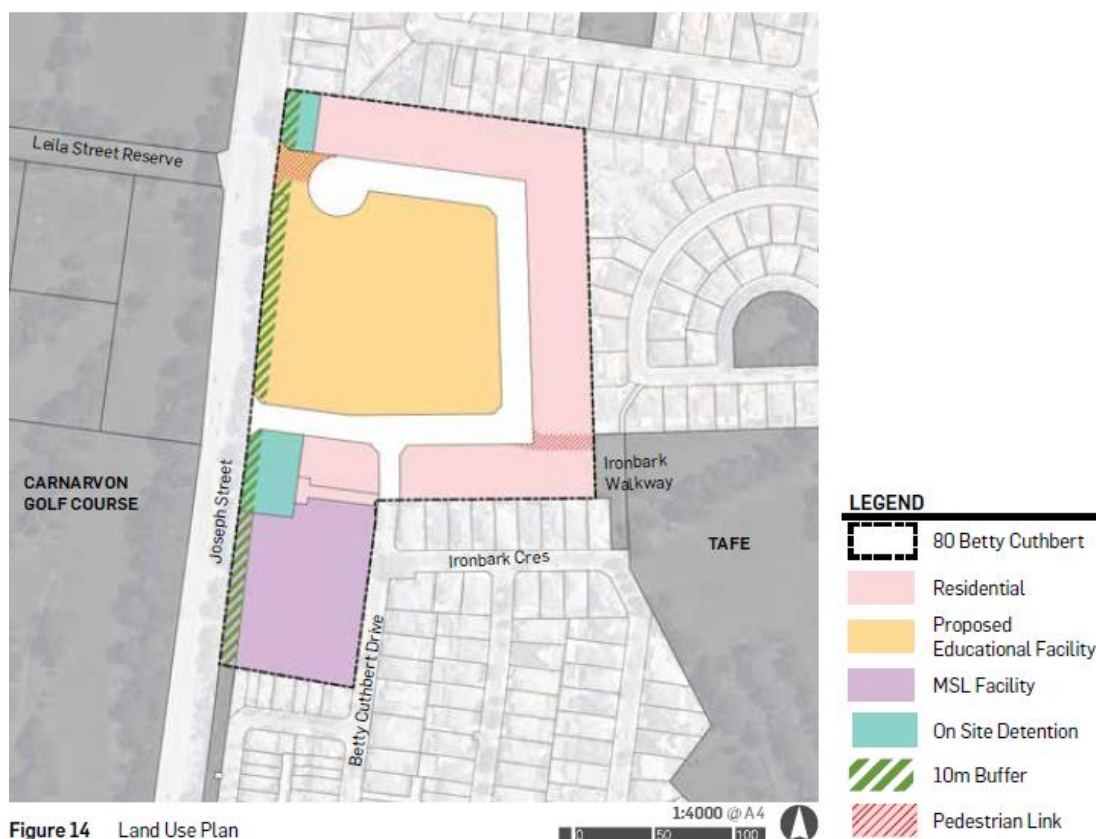 Leila Street Reserve
CARNARVON
GOLF COURSE
Joseph Street
Ironbark
Walkway
TAFE
Ironbark Cres
Betty Cuthbert Drive
LEGEND
80 Betty Cuthbert
Residential
Proposed
Educational Facility
MSL Facility
On Site Detention
10m Buffer
Pedestrian Link
Figure 14 Land Use Plan
1:4000 @ A4
0 50 100